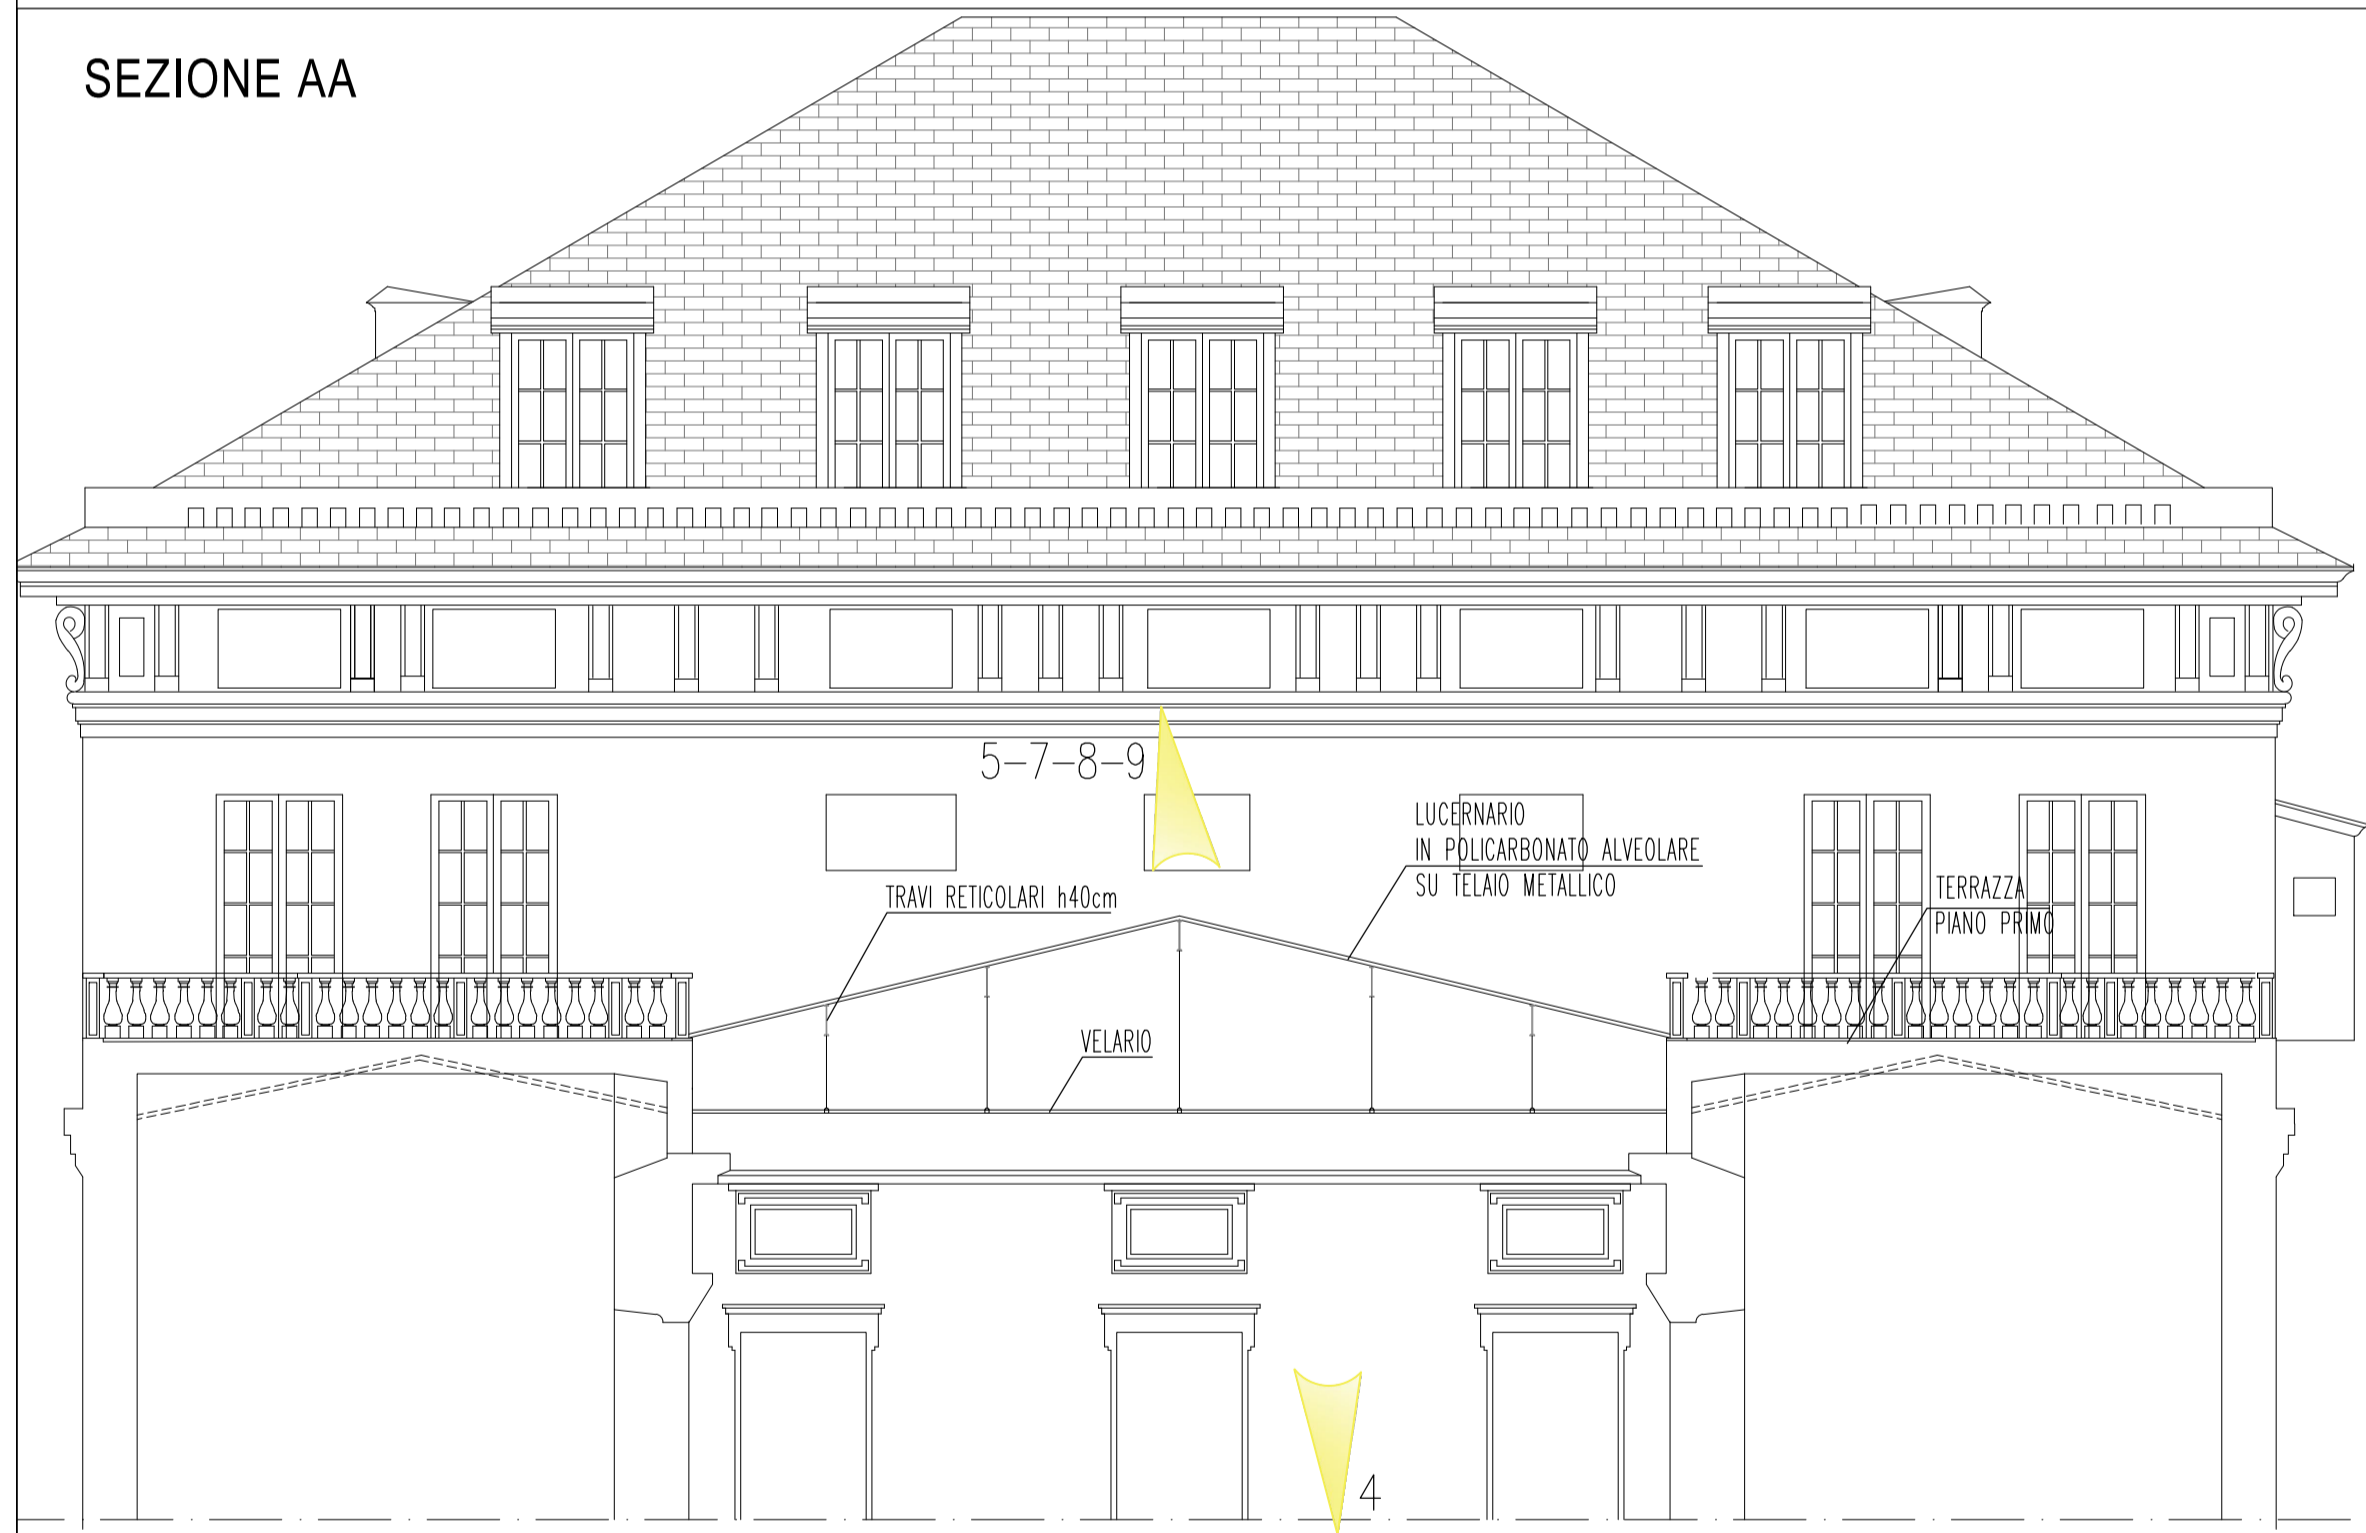 SEZIONE AA
5-7-8-9
LUCERNARIO
IN POLICARBONATO ALVEOLARE
SU TELAIO METALLICO
TRAVI RETICOLARI h40cm
TERRAZZA
PIANO PRIMO
VELARIO
4